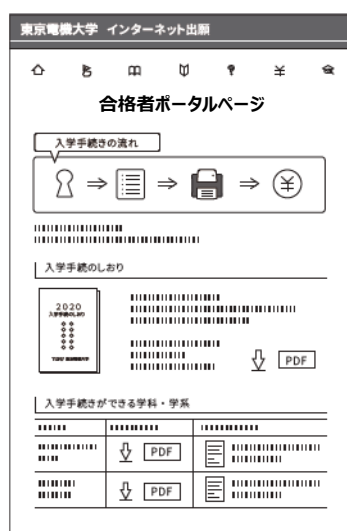 東京電機大学 インターネット出願
合格者ポータルページ
入学手続きの流れ
入学手続のしおり
2020
入学手続のしおり
PDF
入学手続きができる学科・学系
PDF
PDF